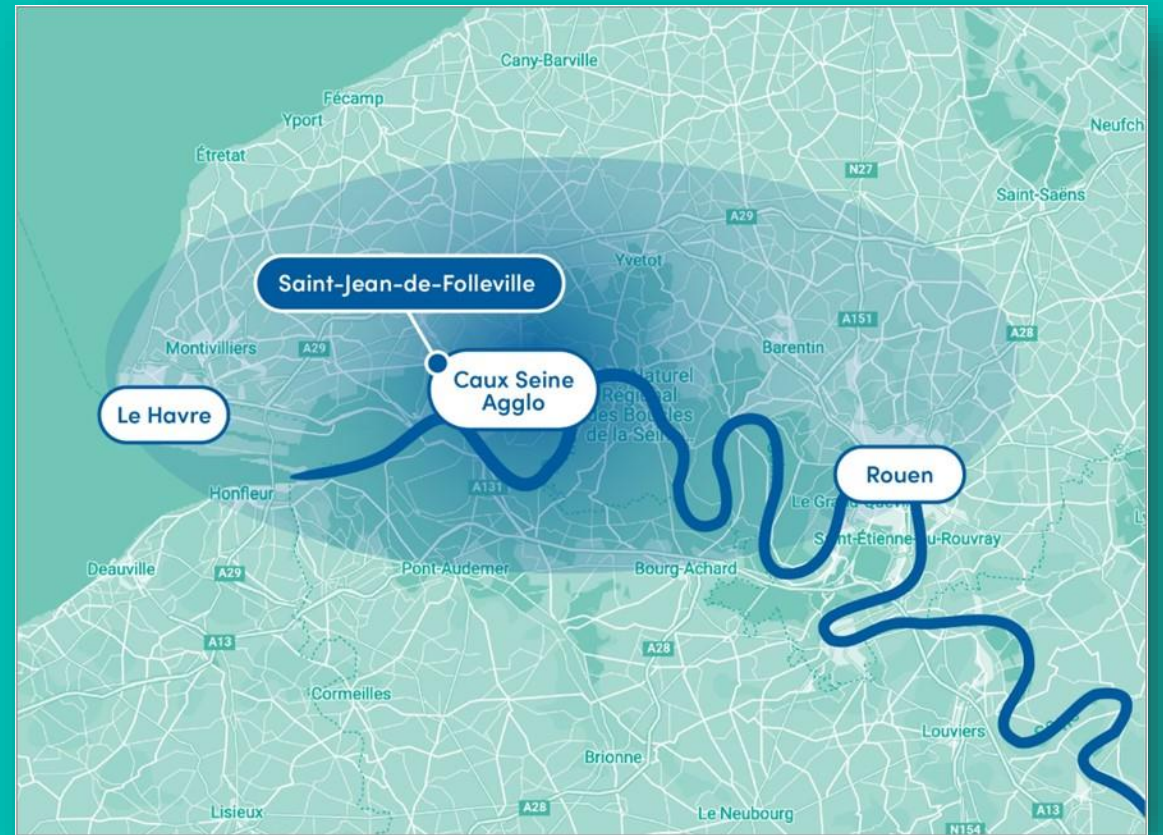 Cany-Barville
Fécamp
Yport
Neufch
Étretat
N27
Saint-Saëns
A29
Yvetot
Saint-Jean-de-Folleville
A151
A28
Montivilliers
A29
Barentin
Caux Seine
Agglo
Naturel
Régional
des Boucles
de la Seine
Le Havre
Rouen
A131
Honfleur
Le Grand-Quev
Saint-Étienne-du-Rouvray
Deauville
A29
Pont-Audemer
Bourg-Achard
A13
A28
Cormeilles
Louviers
Brionne
Lisieux
A28
Le Neubourg
A13
N154